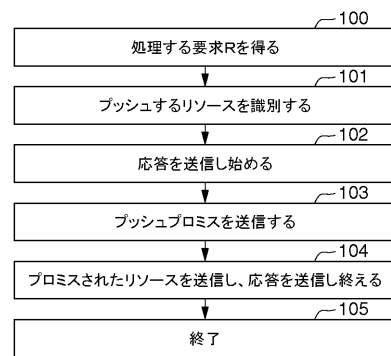 100
処理する要求Rを得る
101
プッシュするリソースを識別する
102
応答を送信し始める
103
プッシュプロミスを送信する
104
プロミスされたリソースを送信し、応答を送信し終える
105
終了